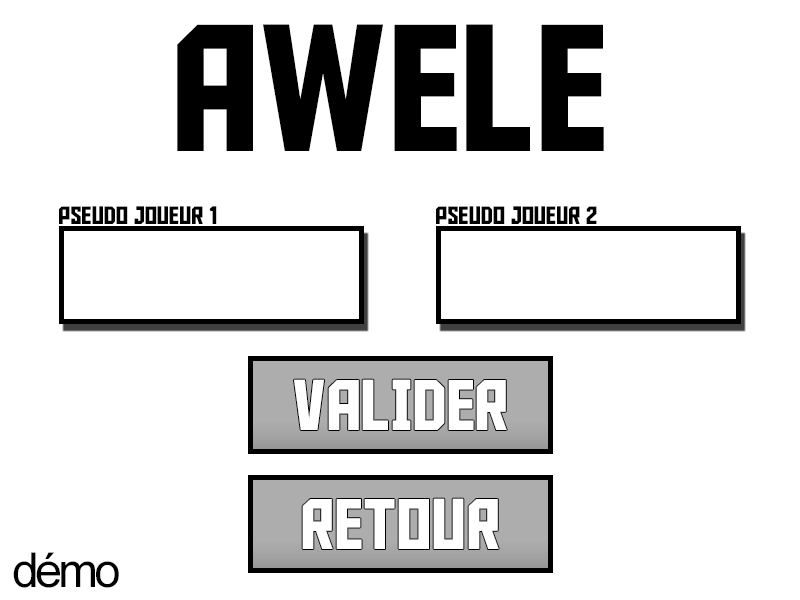 AWELE
PSEUDO JOUEUR 1 PSEUDO JOUEUR 2
VALIDER
RETOUR
démo